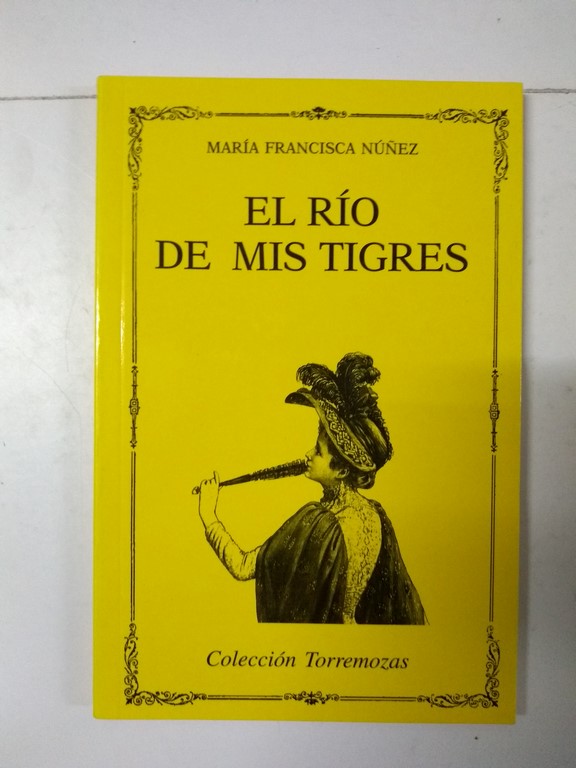 MARÍA FRANCISCA NÚÑEZ
EL RÍO
DE MIS TIGRES
Colección Torremozas